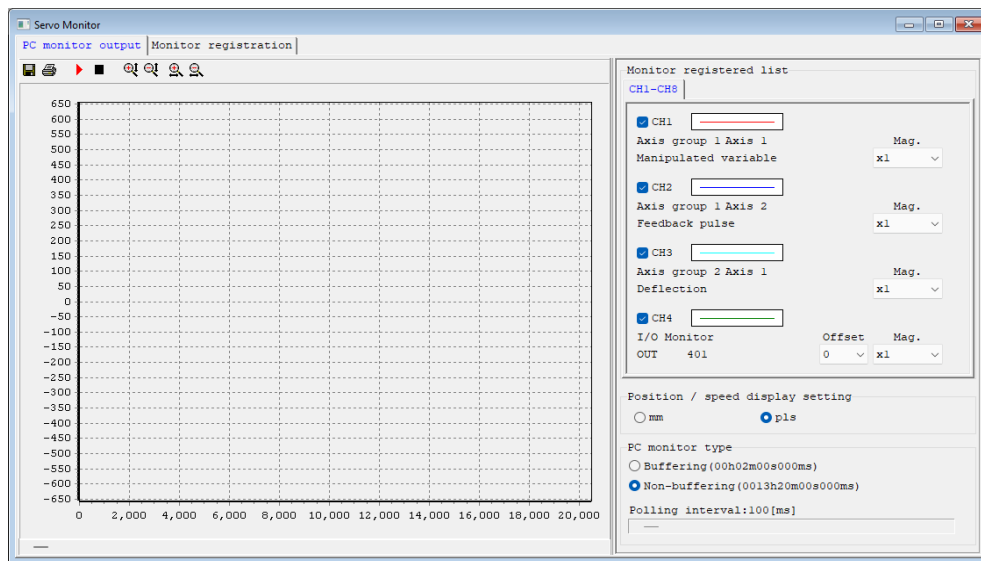 Servo Monitor
PC monitor output Monitor registration
Monitor registered list
CH1-CH8
CH1
Axis group 1 Axis 1 Mag.
Manipulated variable x1
CH2
Axis group 1 Axis 2 Mag.
Feedback pulse x1
CH3
Axis group 2 Axis 1 Mag.
Deflection x1
CH4
I/O Monitor Offset Mag.
OUT 401 0 x1
Position / speed display setting
mm pls
PC monitor type
Buffering(00h02m00s000ms)
Non-buffering(0013h20m00s000ms)
Polling interval:100[ms]
650
600
550
500
450
400
350
300
250
200
150
100
50
0
-50
-100
-150
-200
-250
-300
-350
-400
-450
-500
-550
-600
-650
0 2,000 4,000 6,000 8,000 10,000 12,000 14,000 16,000 18,000 20,000